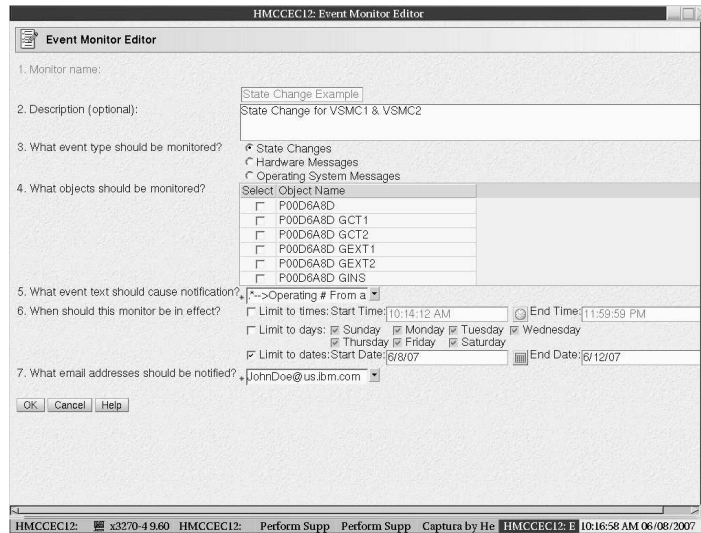 HMCCEC12: Event Monitor Editor
Event Monitor Editor
1. Monitor name:
State Change Example
2. Description (optional):
State Change for VSMC1 & VSMC2
3. What event type should be monitored?
State Changes
Hardware Messages
Operating System Messages
4. What objects should be monitored?
Select Object Name
P00D6A8D
P00D6A8D GCT1
P00D6A8D GCT2
P00D6A8D GEXT1
P00D6A8D GEXT2
P00D6A8D GINS
5. What event text should cause notification? * .*-->Operating # From a
6. When should this monitor be in effect? Limit to times: Start Time: 10:14:12 AM End Time: 11:59:59 PM
Limit to days: Sunday Monday Tuesday Wednesday
Thursday Friday Saturday
Limit to dates: Start Date: 6/8/07 End Date: 6/12/07
7. What email addresses should be notified? * JohnDoe@us.ibm.com
OK Cancel Help
HMCCEC12: x3270-4 9.60 HMCCEC12: Perform Supp Perform Supp Captura by He HMCCEC12: E 10:16:58 AM 06/08/2007